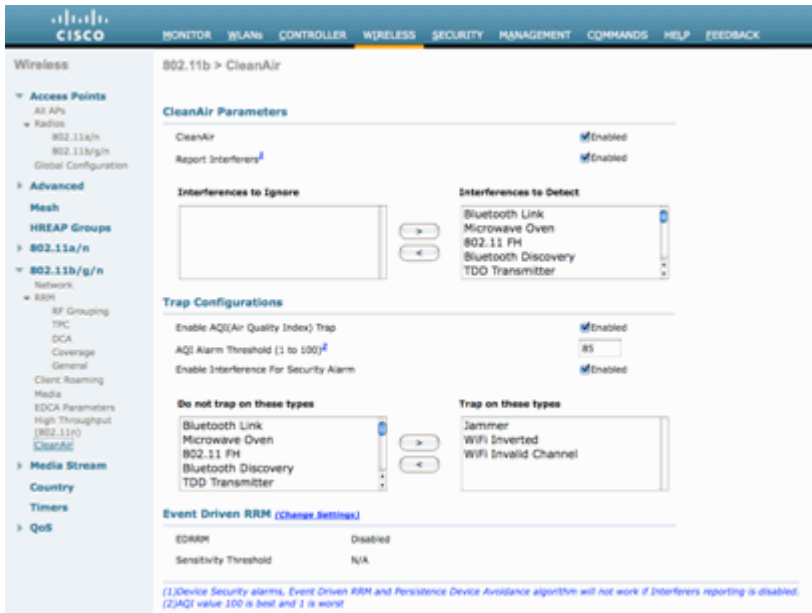 CISCO
MONITOR WLANs CONTROLLER WIRELESS SECURITY MANAGEMENT COMMANDS HELP FEEDBACK
Wireless
Access Points
All APs
Radios
802.11a/n
802.11b/g/n
Global Configuration
Advanced
Mesh
HREAP Groups
802.11a/n
802.11b/g/n
Network
RRM
RF Grouping
TPC
DCA
Coverage
General
Client Roaming
Media
EDCA Parameters
High Throughput
(802.11n)
CleanAir
Media Stream
Country
Timers
QoS
802.11b > CleanAir
CleanAir Parameters
CleanAir Enabled
Report Interferers Enabled
Interferences to Ignore Interferences to Detect
> <
Bluetooth Link
Microwave Oven
802.11 FH
Bluetooth Discovery
TDD Transmitter
Trap Configurations
Enable AQI(Air Quality Index) Trap Enabled
AQI Alarm Threshold (1 to 100)2 85
Enable Interference For Security Alarm Enabled
Do not trap on these types Trap on these types
Bluetooth Link
Microwave Oven
802.11 FH
Bluetooth Discovery
TDD Transmitter
> <
Jammer
WiFi Inverted
WiFi Invalid Channel
Event Driven RRM (Change Settings)
EDRRM Disabled
Sensitivity Threshold N/A
(1)Device Security alarms, Event Driven RRM and Persistence Device Avoidance algorithm will not work if Interferers reporting is disabled.
(2)AQI value 100 is best and 1 is worst